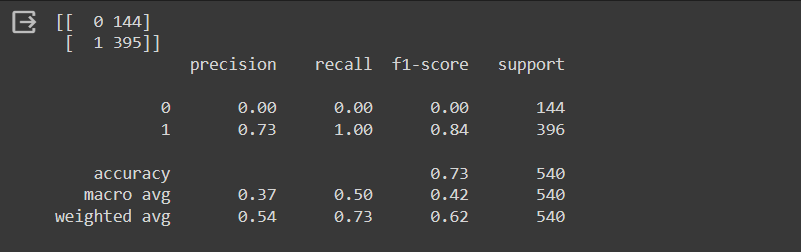 [[  0 144]
 [  1 395]]
              precision    recall  f1-score   support

           0       0.00      0.00      0.00       144
           1       0.73      1.00      0.84       396

    accuracy                           0.73       540
   macro avg       0.37      0.50      0.42       540
weighted avg       0.54      0.73      0.62       540